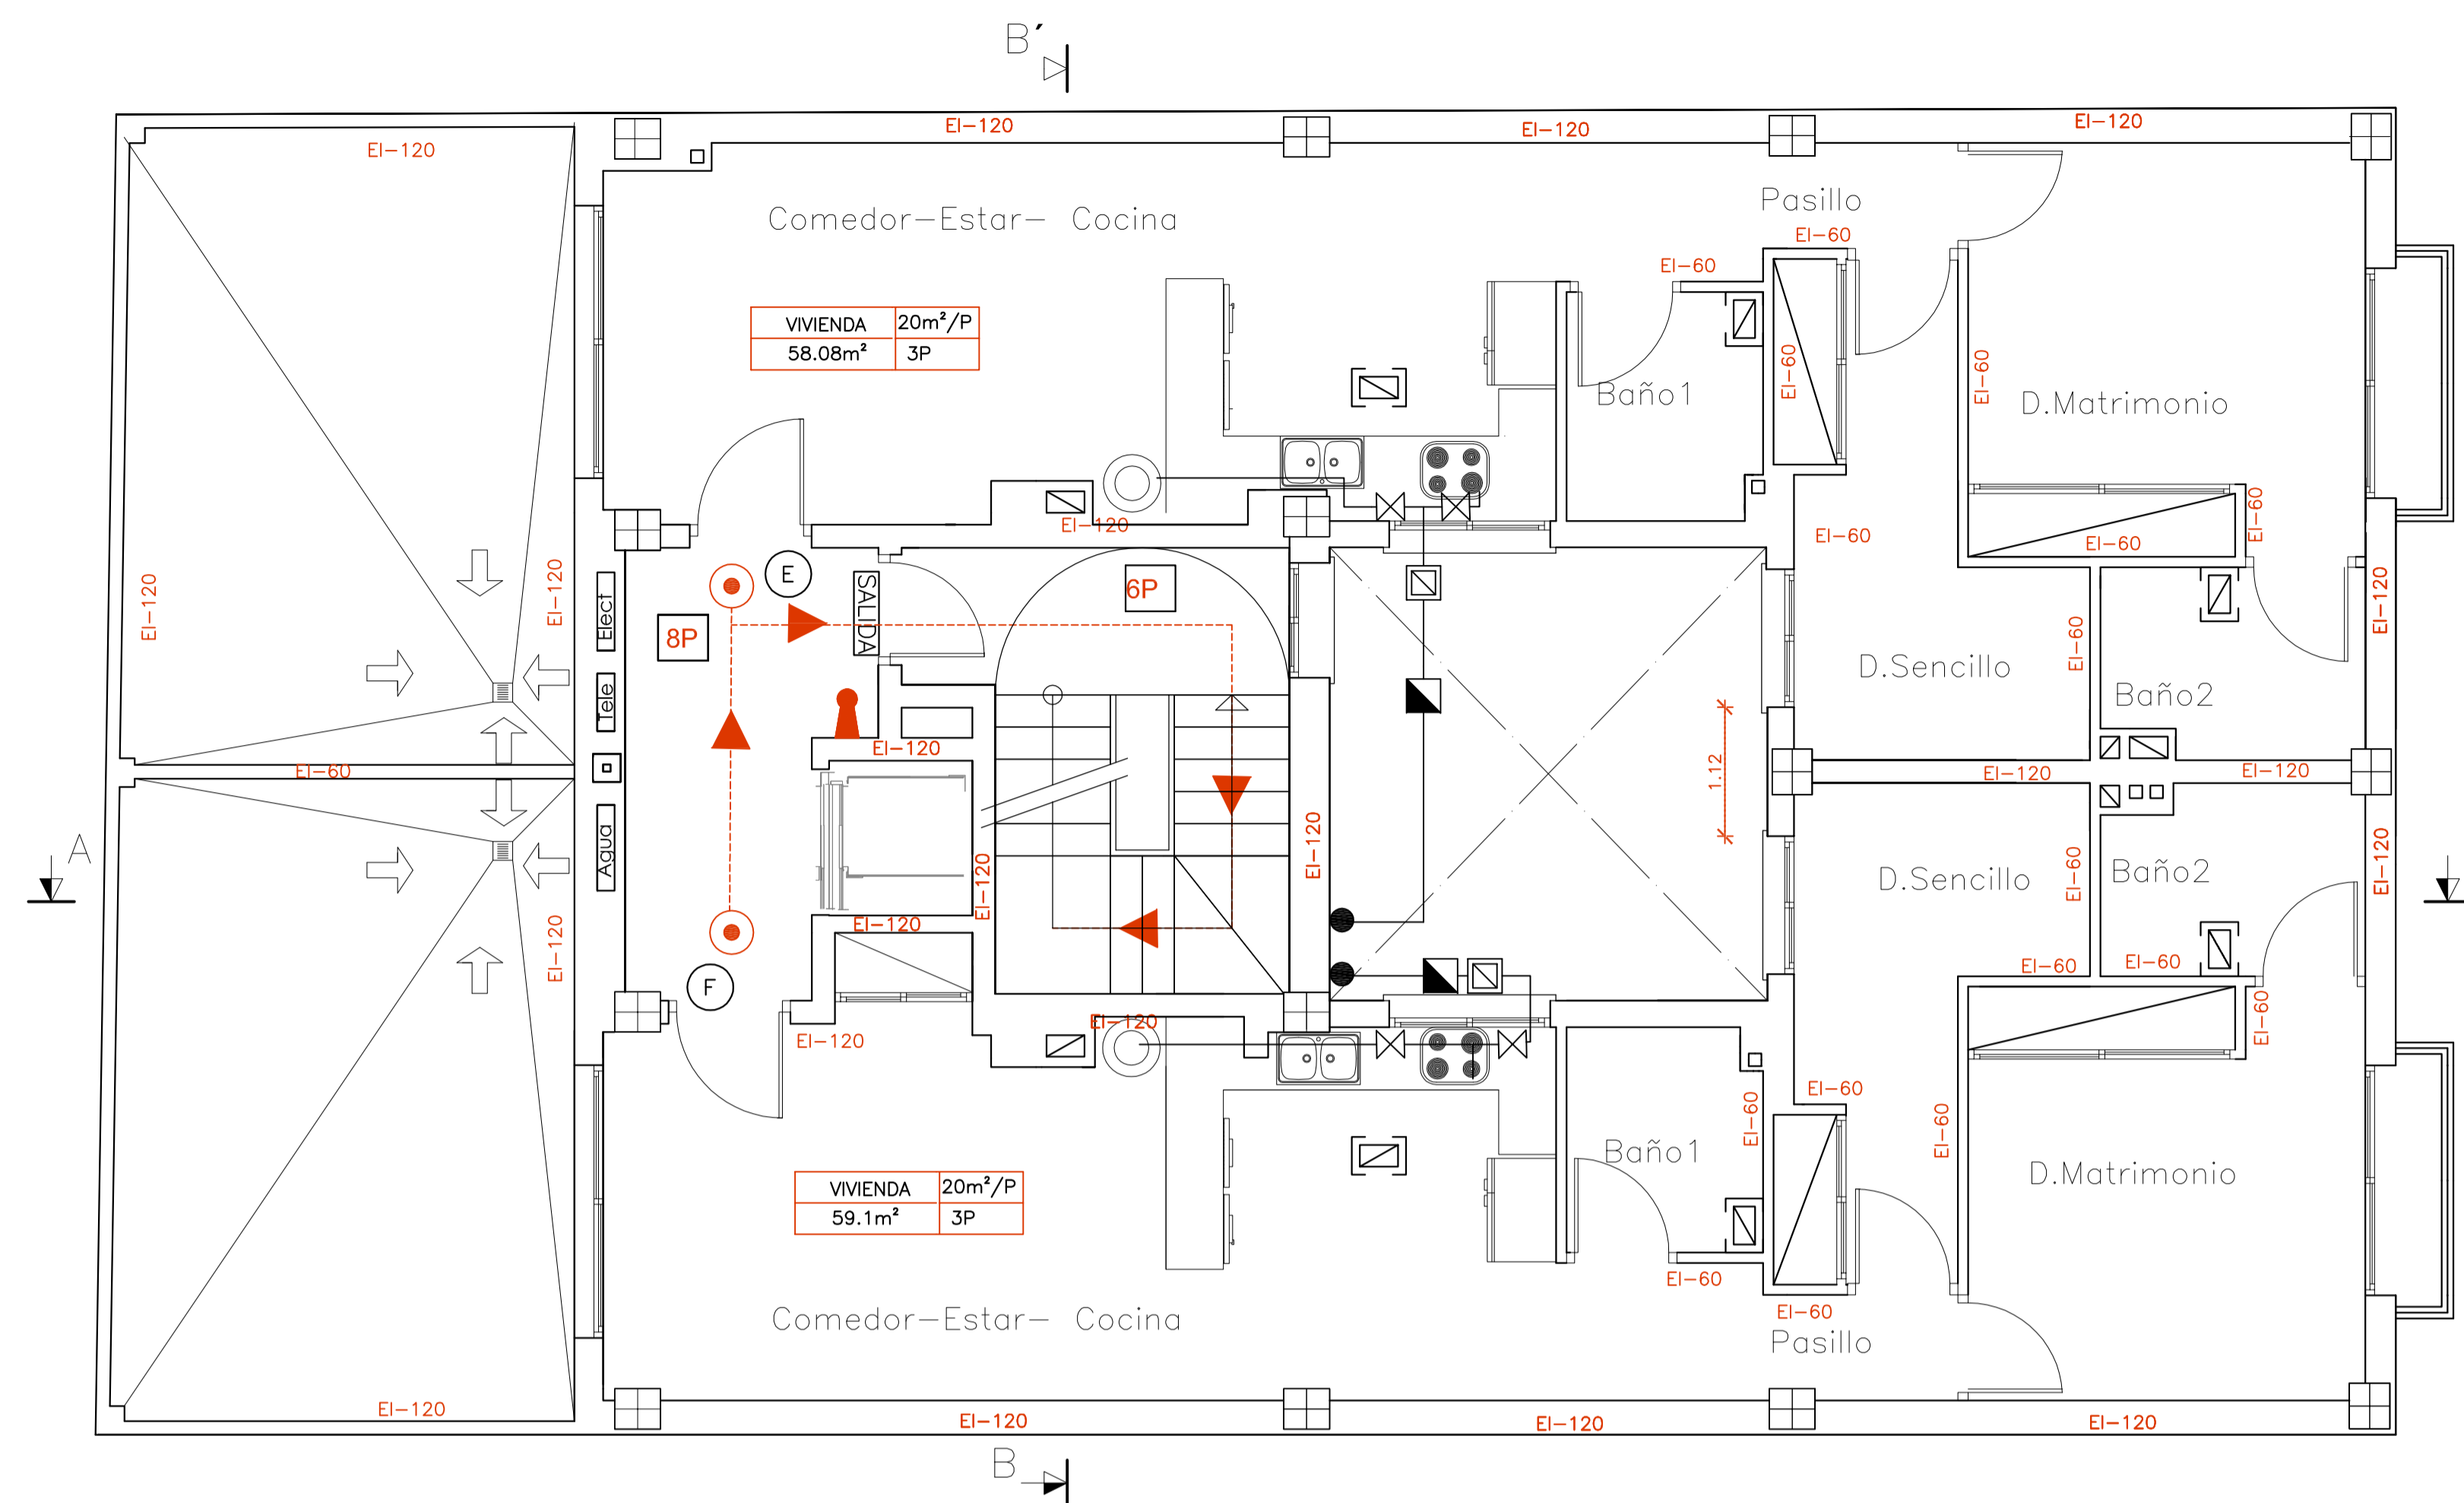 B´
EI-120
EI-120
EI-120
EI-120
Pasillo
Comedor-Estar- Cocina
EI-60
EI-60
VIVIENDA 20m²/P
58.08m² 3P
EI-60
EI-60
Baño1
D.Matrimonio
EI-120
EI-60
EI-60
EI-60
E
SALIDA
6P
EI-120
EI-120
Elect
EI-120
8P
EI-60
D.Sencillo
Baño2
Tele
EI-120
1.12
EI-60
EI-120
EI-120
A
Agua
EI-120
EI-120
EI-60
EI-120
D.Sencillo
Baño2
EI-120
EI-120
EI-60
EI-60
F
EI-120
EI-120
EI-60
EI-60
EI-60
EI-60
Baño1
D.Matrimonio
VIVIENDA 20m²/P
59.1m² 3P
EI-60
EI-60
Comedor-Estar- Cocina
Pasillo
EI-120
EI-120
EI-120
EI-120
B